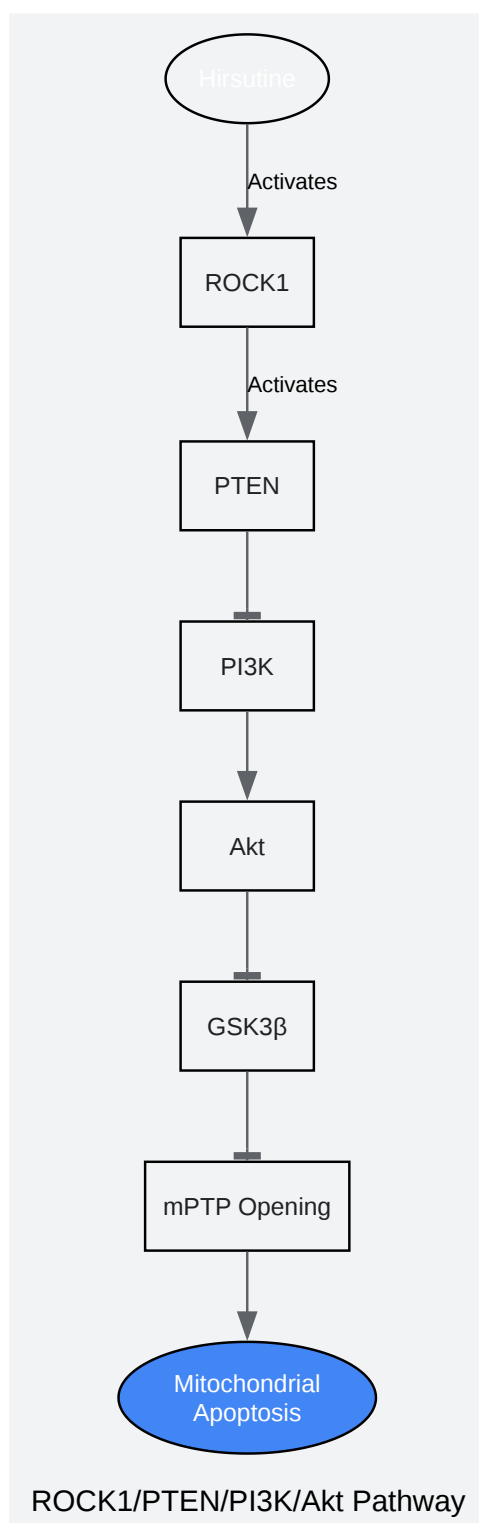 Hirsutine
Activates
ROCK1
Activates
PTEN
PI3K
Akt
GSK3β
mPTP Opening
Mitochondrial
Apoptosis
ROCK1/PTEN/PI3K/Akt Pathway